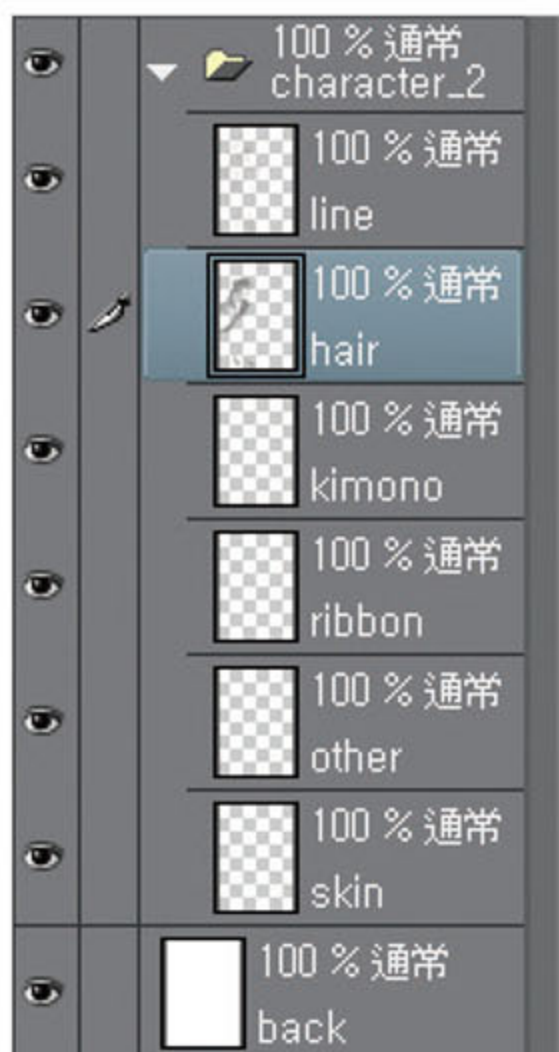 100 % 通常
character_2
100 % 通常
line
100 % 通常
hair
100 % 通常
kimono
100 % 通常
ribbon
100 % 通常
other
100 % 通常
skin
100 % 通常
back